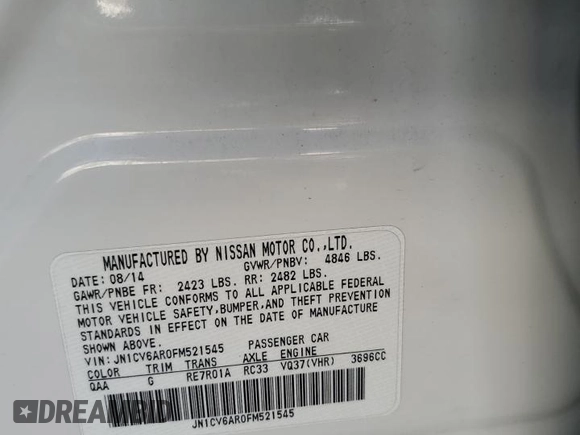 MANUFACTURED BY NISSAN MOTOR CO.,LTD.
DATE: 08/14 GVWR/PNBV: 4846 LBS.
GAWR/PNBE FR: 2423 LBS. RR: 2482 LBS.
THIS VEHICLE CONFORMS TO ALL APPLICABLE FEDERAL
MOTOR VEHICLE SAFETY,BUMPER,AND THEFT PREVENTION
STANDARDS IN EFFECT ON THE DATE OF MANUFACTURE
SHOWN ABOVE.
VIN: JN1CV6AR0FM521545 PASSENGER CAR
COLOR TRIM TRANS AXLE ENGINE
QAA G RE7R01A RC33 VQ37(VHR) 3696CC
JN1CV6AR0FM521545
DREAMBID